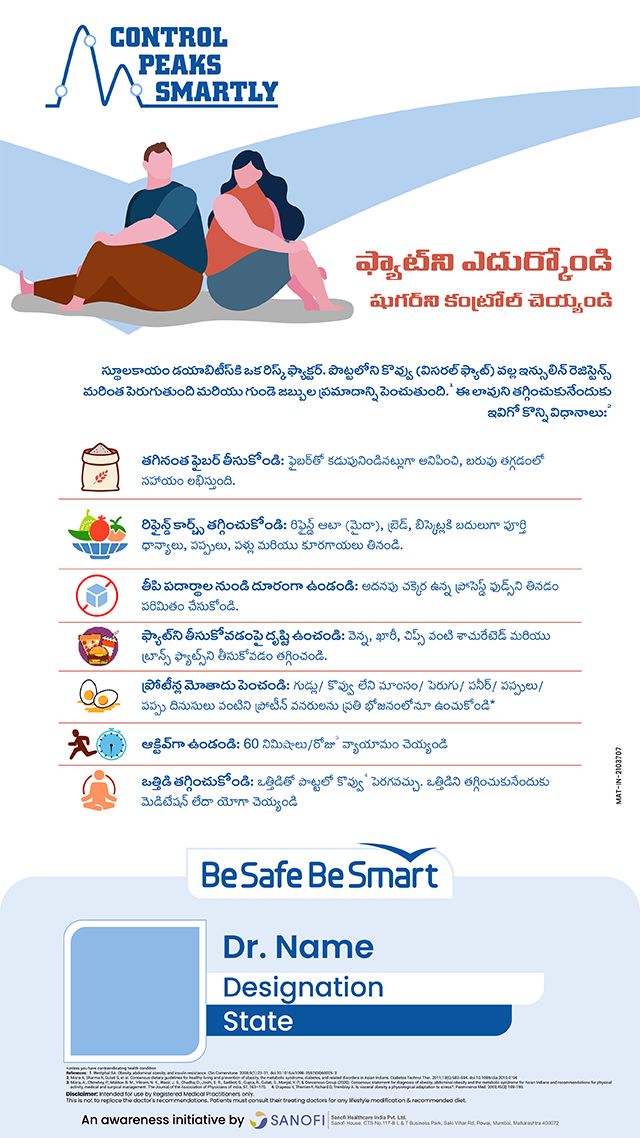 CONTROL
PEAKS
SMARTLY
ఫ్యాట్‌ని ఎదుర్కోండి
షుగర్‌ని కంట్రోల్ చెయ్యండి
స్థూలకాయం డయాబిటీస్‌కి ఒక రిస్క్ ఫ్యాక్టర్. పొట్టలోని కొవ్వు (విసరల్ ఫ్యాట్) వల్ల ఇన్సులిన్ రెజిస్టెన్స్
మరింత పెరుగుతుంది మరియు గుండె జబ్బుల ప్రమాదాన్ని పెంచుతుంది.¹ ఈ లావుని తగ్గించుకునేందుకు
ఇవిగో కొన్ని విధానాలు:²
తగినంత ఫైబర్ తీసుకోండి: ఫైబర్‌తో కడుపునిండినట్లుగా అనిపించి, బరువు తగ్గడంలో
సహాయం లభిస్తుంది.
రిఫైన్డ్ కార్బ్స్ తగ్గించుకోండి: రిఫైన్డ్ ఆటా (మైదా), బ్రెడ్, బిస్కెట్లకి బదులుగా పూర్తి
ధాన్యాలు, పప్పులు, పళ్లు మరియు కూరగాయలు తినండి.
తీపి పదార్థాల నుండి దూరంగా ఉండండి: అదనపు చక్కెర ఉన్న ప్రోసెస్డ్ ఫుడ్స్‌ని తినడం
పరిమితం చేసుకోండి.
ఫ్యాట్‌ని తీసుకోవడంపై దృష్టి ఉంచండి: వెన్న, ఖారీ, చిప్స్ వంటి శాచురేటెడ్ మరియు
ట్రాన్స్ ఫ్యాట్స్‌ని తీసుకోవడం తగ్గించండి.
ప్రోటీన్ల మోతాదు పెంచండి: గుడ్లు/ కొవ్వు లేని మాంసం/ పెరుగు/ పనీర్/ పప్పులు/
పప్పు దినుసులు వంటిని ప్రోటీన్ వనరులను ప్రతి భోజనంలోనూ ఉంచుకోండి*
ఆక్టివ్‌గా ఉండండి: 60 నిమిషాలు/రోజు³ వ్యాయామం చెయ్యండి
ఒత్తిడి తగ్గించుకోండి: ఒత్తిడితో పొట్టలో కొవ్వు⁴ పెరగవచ్చు. ఒత్తిడిని తగ్గించుకునేందుకు
మెడిటేషన్ లేదా యోగా చెయ్యండి
MAT-IN-2103707
Be Safe Be Smart
Dr. Name
Designation
State
*unless you have contraindicating health condition
Disclaimer: Intended for use by Registered Medical Practitioners only.
This is not to replace the doctor's recommendations. Patients must consult their treating doctors for any lifestyle modification & recommended diet.
An awareness initiative by SANOFI
Sanofi Healthcare India Pvt. Ltd.
Sanofi House, CTS No.117-B L & T Business Park, Saki Vihar Rd, Powai, Mumbai, Maharashtra 400072